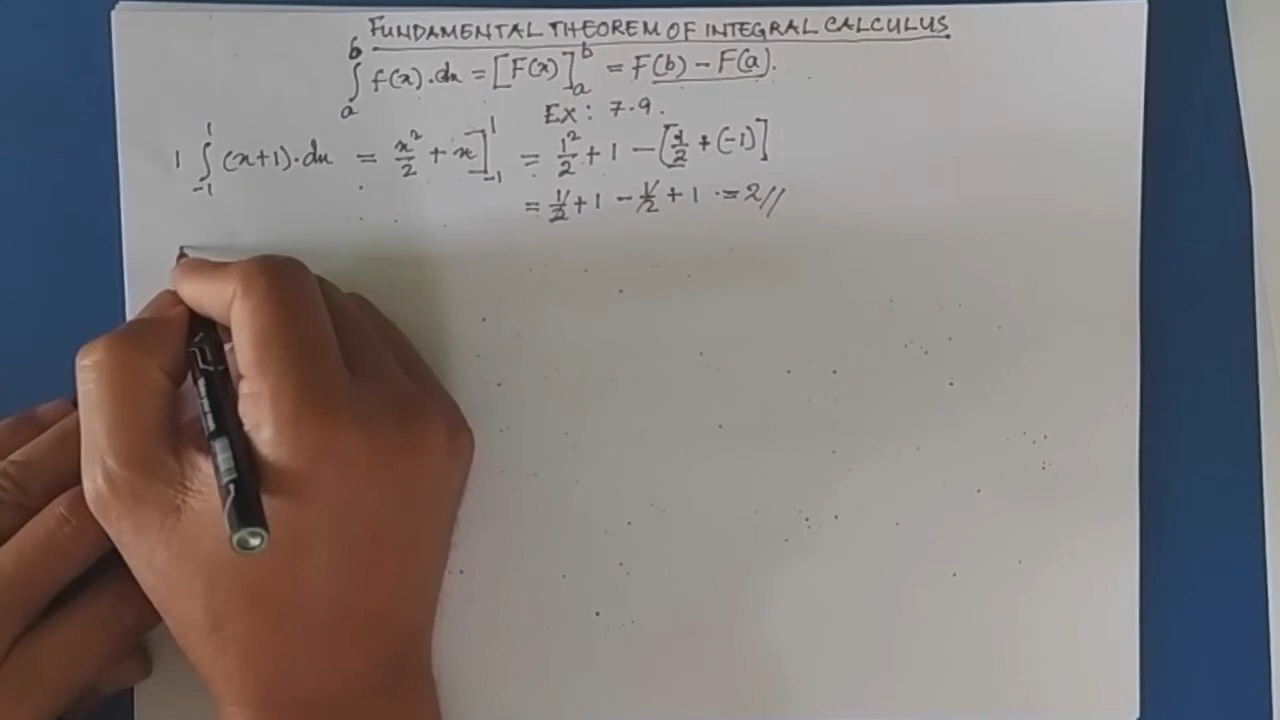 FUNDAMENTAL THEOREM OF INTEGRAL CALCULUS
∫_a^b f(x).dx = [F(x)]_a^b = F(b) - F(a).
Ex: 7.9.
1 ∫_{-1}^1 (x+1).dx = x²/2 + x]_{-1}^1 = 1²/2 + 1 - [1/2 + (-1)]
= 1/2 + 1 - 1/2 + 1 = 2//